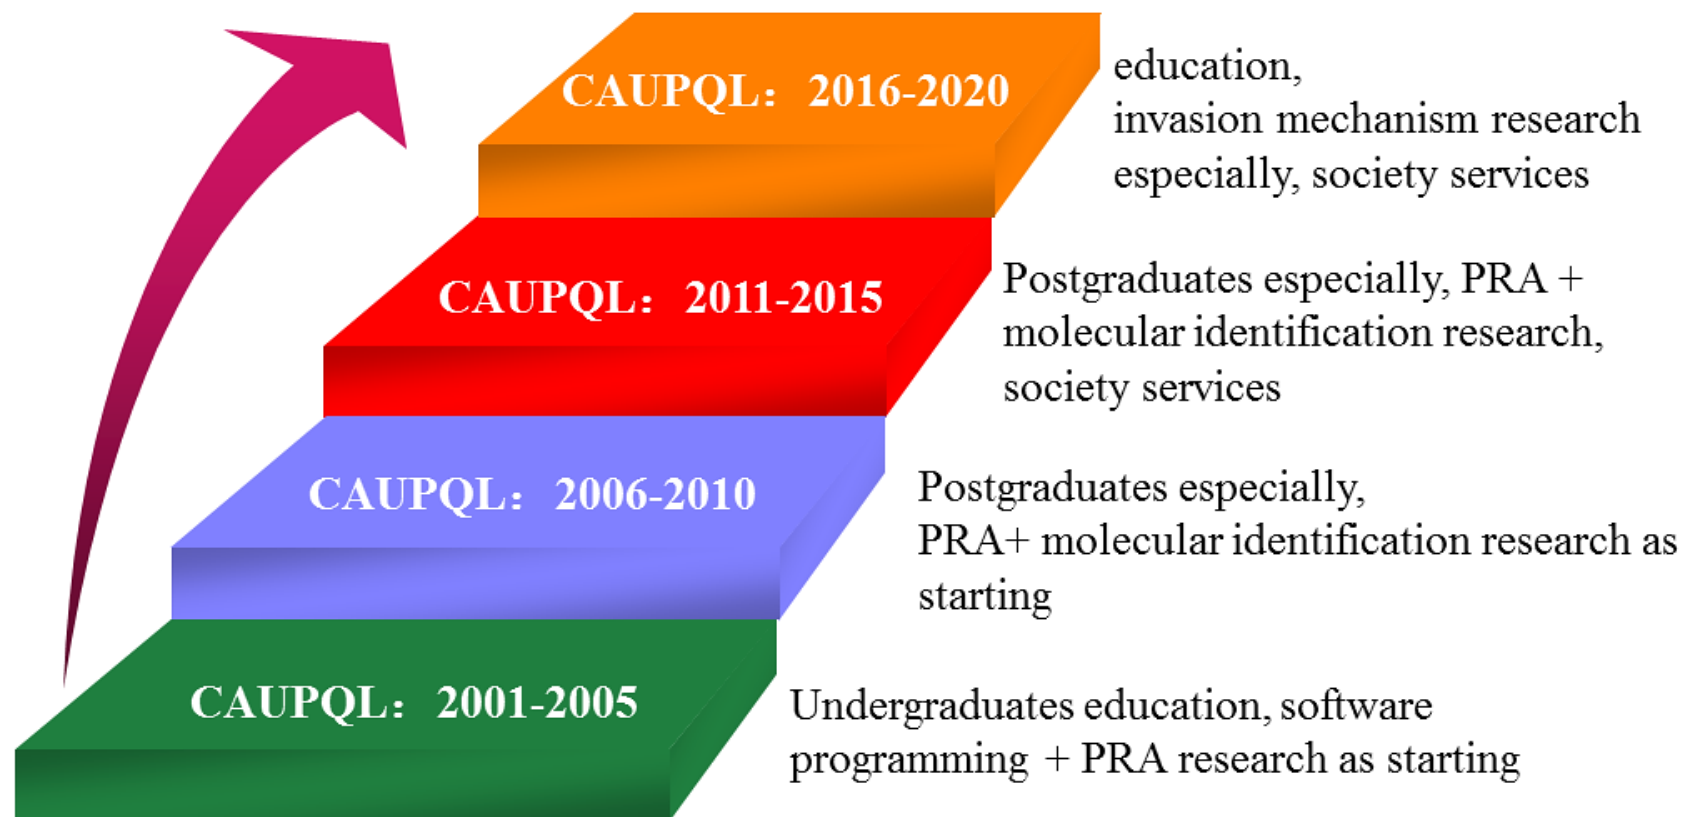 CAUPQL：2016-2020
education,
invasion mechanism research
especially, society services
CAUPQL：2011-2015
Postgraduates especially, PRA +
molecular identification research,
society services
CAUPQL：2006-2010
Postgraduates especially,
PRA+ molecular identification research as
starting
CAUPQL：2001-2005
Undergraduates education, software
programming + PRA research as starting